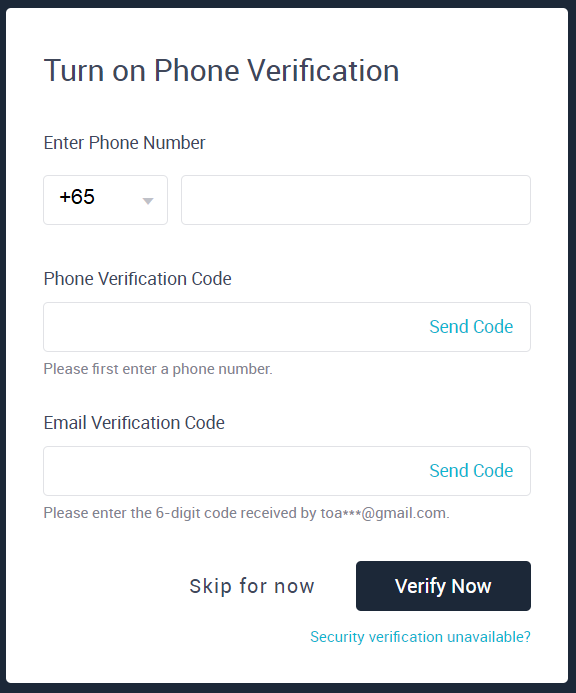 Turn on Phone Verification
Enter Phone Number
+65
Phone Verification Code
Send Code
Please first enter a phone number.
Email Verification Code
Send Code
Please enter the 6-digit code received by toa***@gmail.com.
Skip for now
Verify Now
Security verification unavailable?